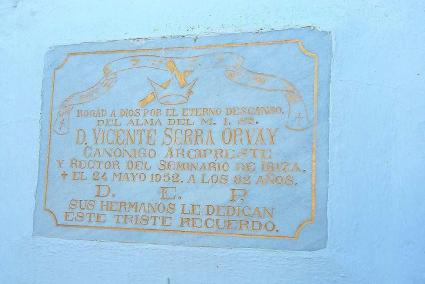 ROGAD A DIOS POR EL ETERNO DESCANSO,
DEL ALMA DEL M. I. SR.
D. VICENTE SERRA ORVAY
CANONIGO ARCIPRESTE
Y RECTOR DEL SEMINARIO DE IBIZA.
† EL 24 MAYO 1952. A LOS 82 AÑOS.
D. E. P.
SUS HERMANOS LE DEDICAN
ESTE TRISTE RECUERDO.